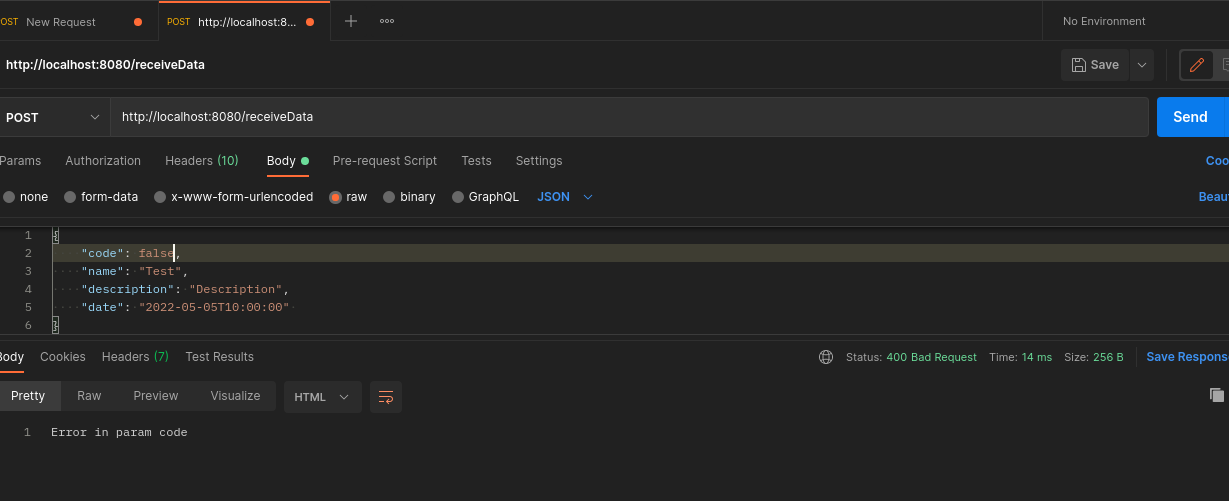 OST New Request POST http://localhost:8... No Environment
http://localhost:8080/receiveData Save
POST http://localhost:8080/receiveData Send
Params Authorization Headers (10) Body Pre-request Script Tests Settings Coo
none form-data x-www-form-urlencoded raw binary GraphQL JSON Beau
1 {
2 "code": false,
3 "name": "Test",
4 "description": "Description",
5 "date": "2022-05-05T10:00:00"
6 }
Body Cookies Headers (7) Test Results Status: 400 Bad Request Time: 14 ms Size: 256 B Save Respons
Pretty Raw Preview Visualize HTML
1 Error in param code